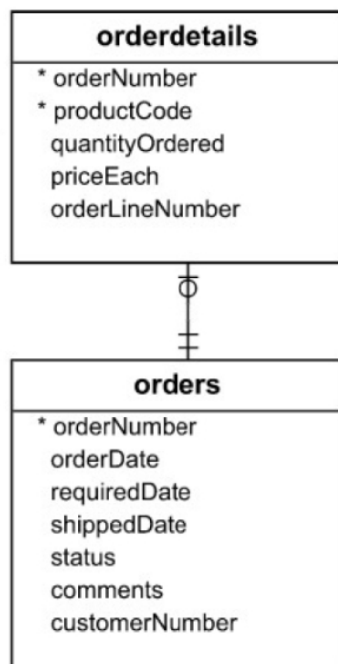 orderdetails
* orderNumber
* productCode
quantityOrdered
priceEach
orderLineNumber
orders
* orderNumber
orderDate
requiredDate
shippedDate
status
comments
customerNumber